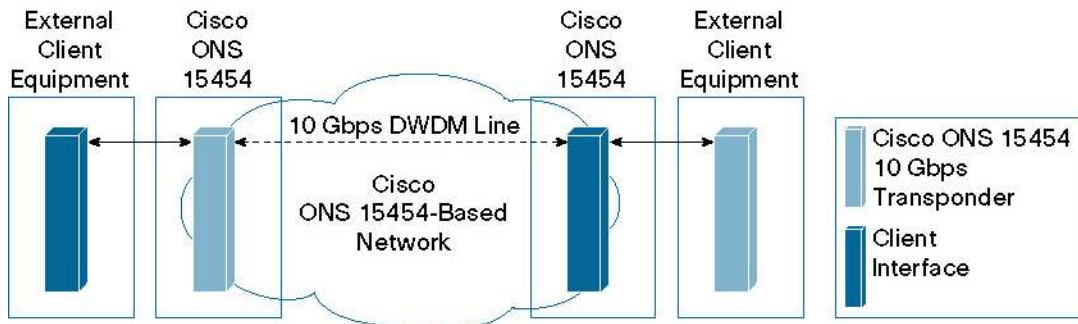 External
Client
Equipment
Cisco
ONS
15454
Cisco
ONS
15454
External
Client
Equipment
10 Gbps DWDM Line
Cisco
ONS 15454-Based
Network
Cisco ONS 15454
10 Gbps
Transponder
Client
Interface